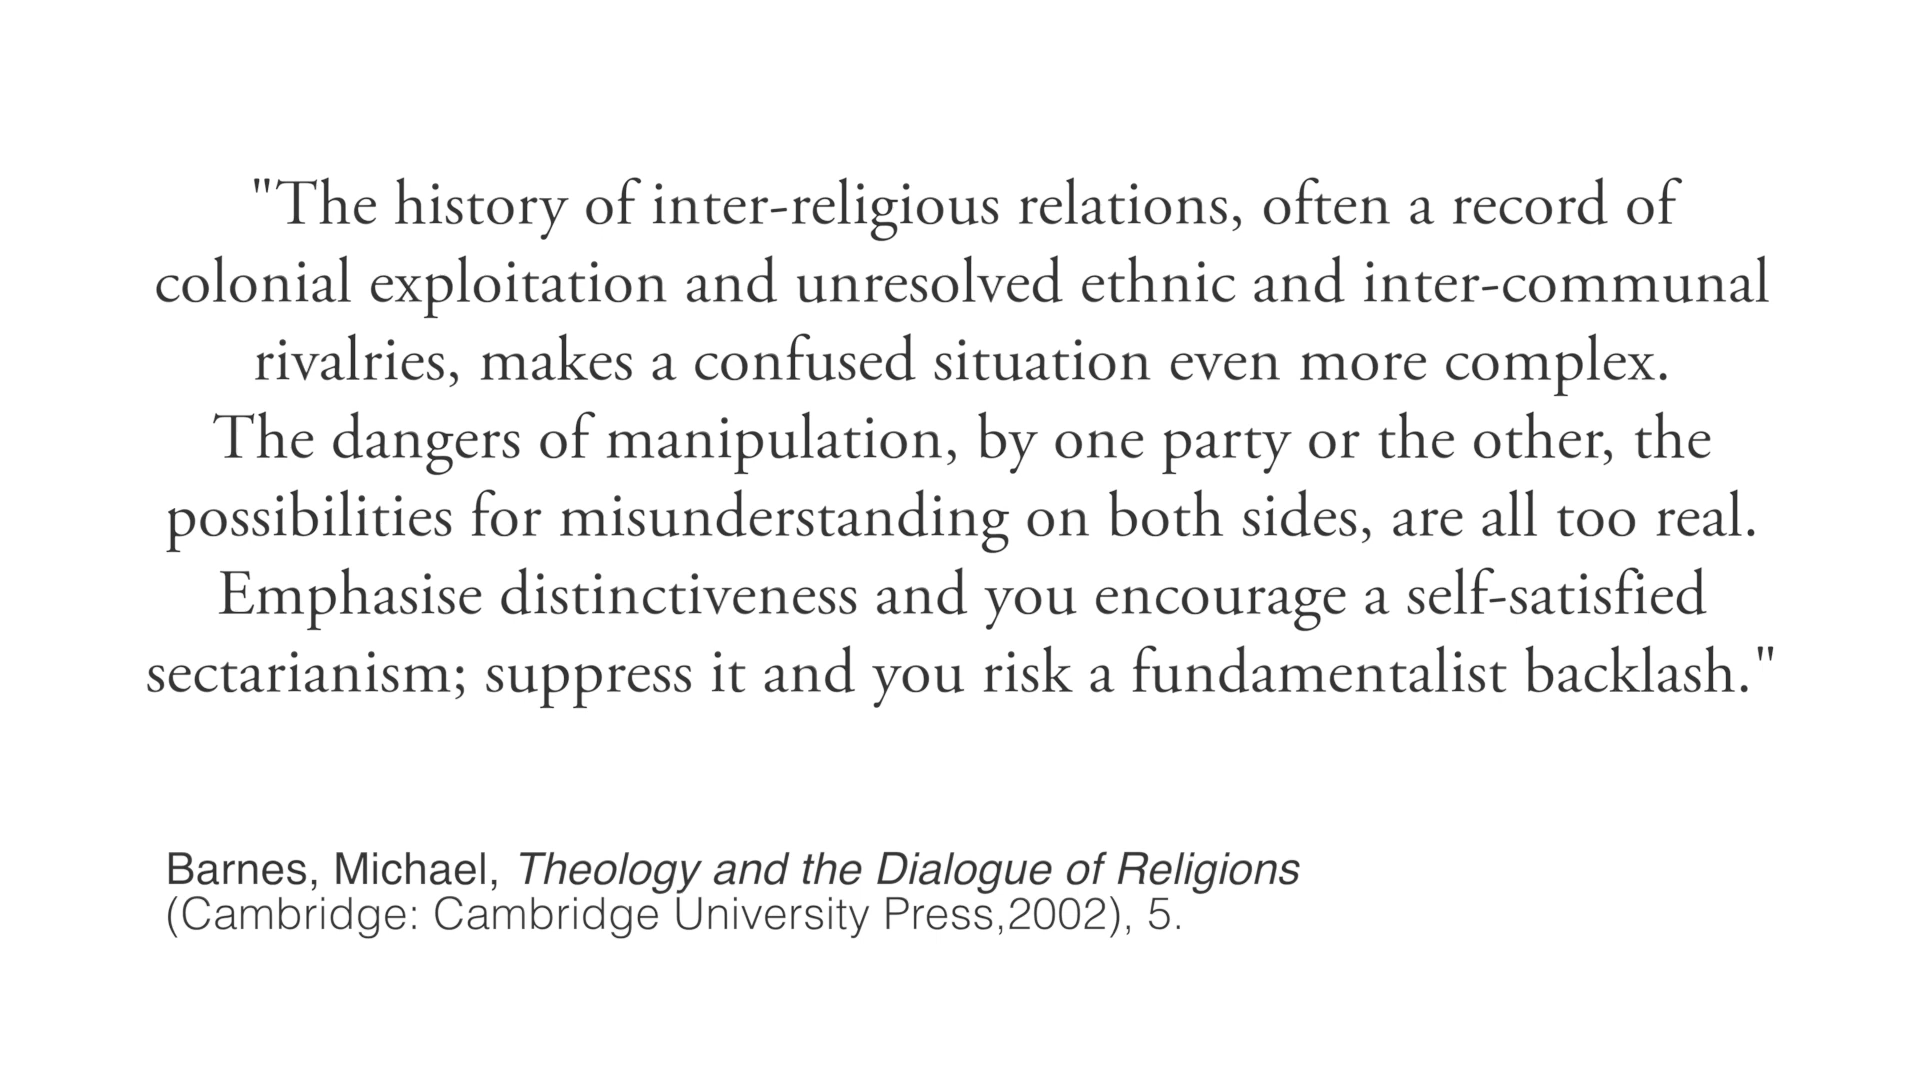 "The history of inter-religious relations, often a record of
colonial exploitation and unresolved ethnic and inter-communal
rivalries, makes a confused situation even more complex.
The dangers of manipulation, by one party or the other, the
possibilities for misunderstanding on both sides, are all too real.
Emphasise distinctiveness and you encourage a self-satisfied
sectarianism; suppress it and you risk a fundamentalist backlash."
Barnes, Michael, Theology and the Dialogue of Religions
(Cambridge: Cambridge University Press,2002), 5.